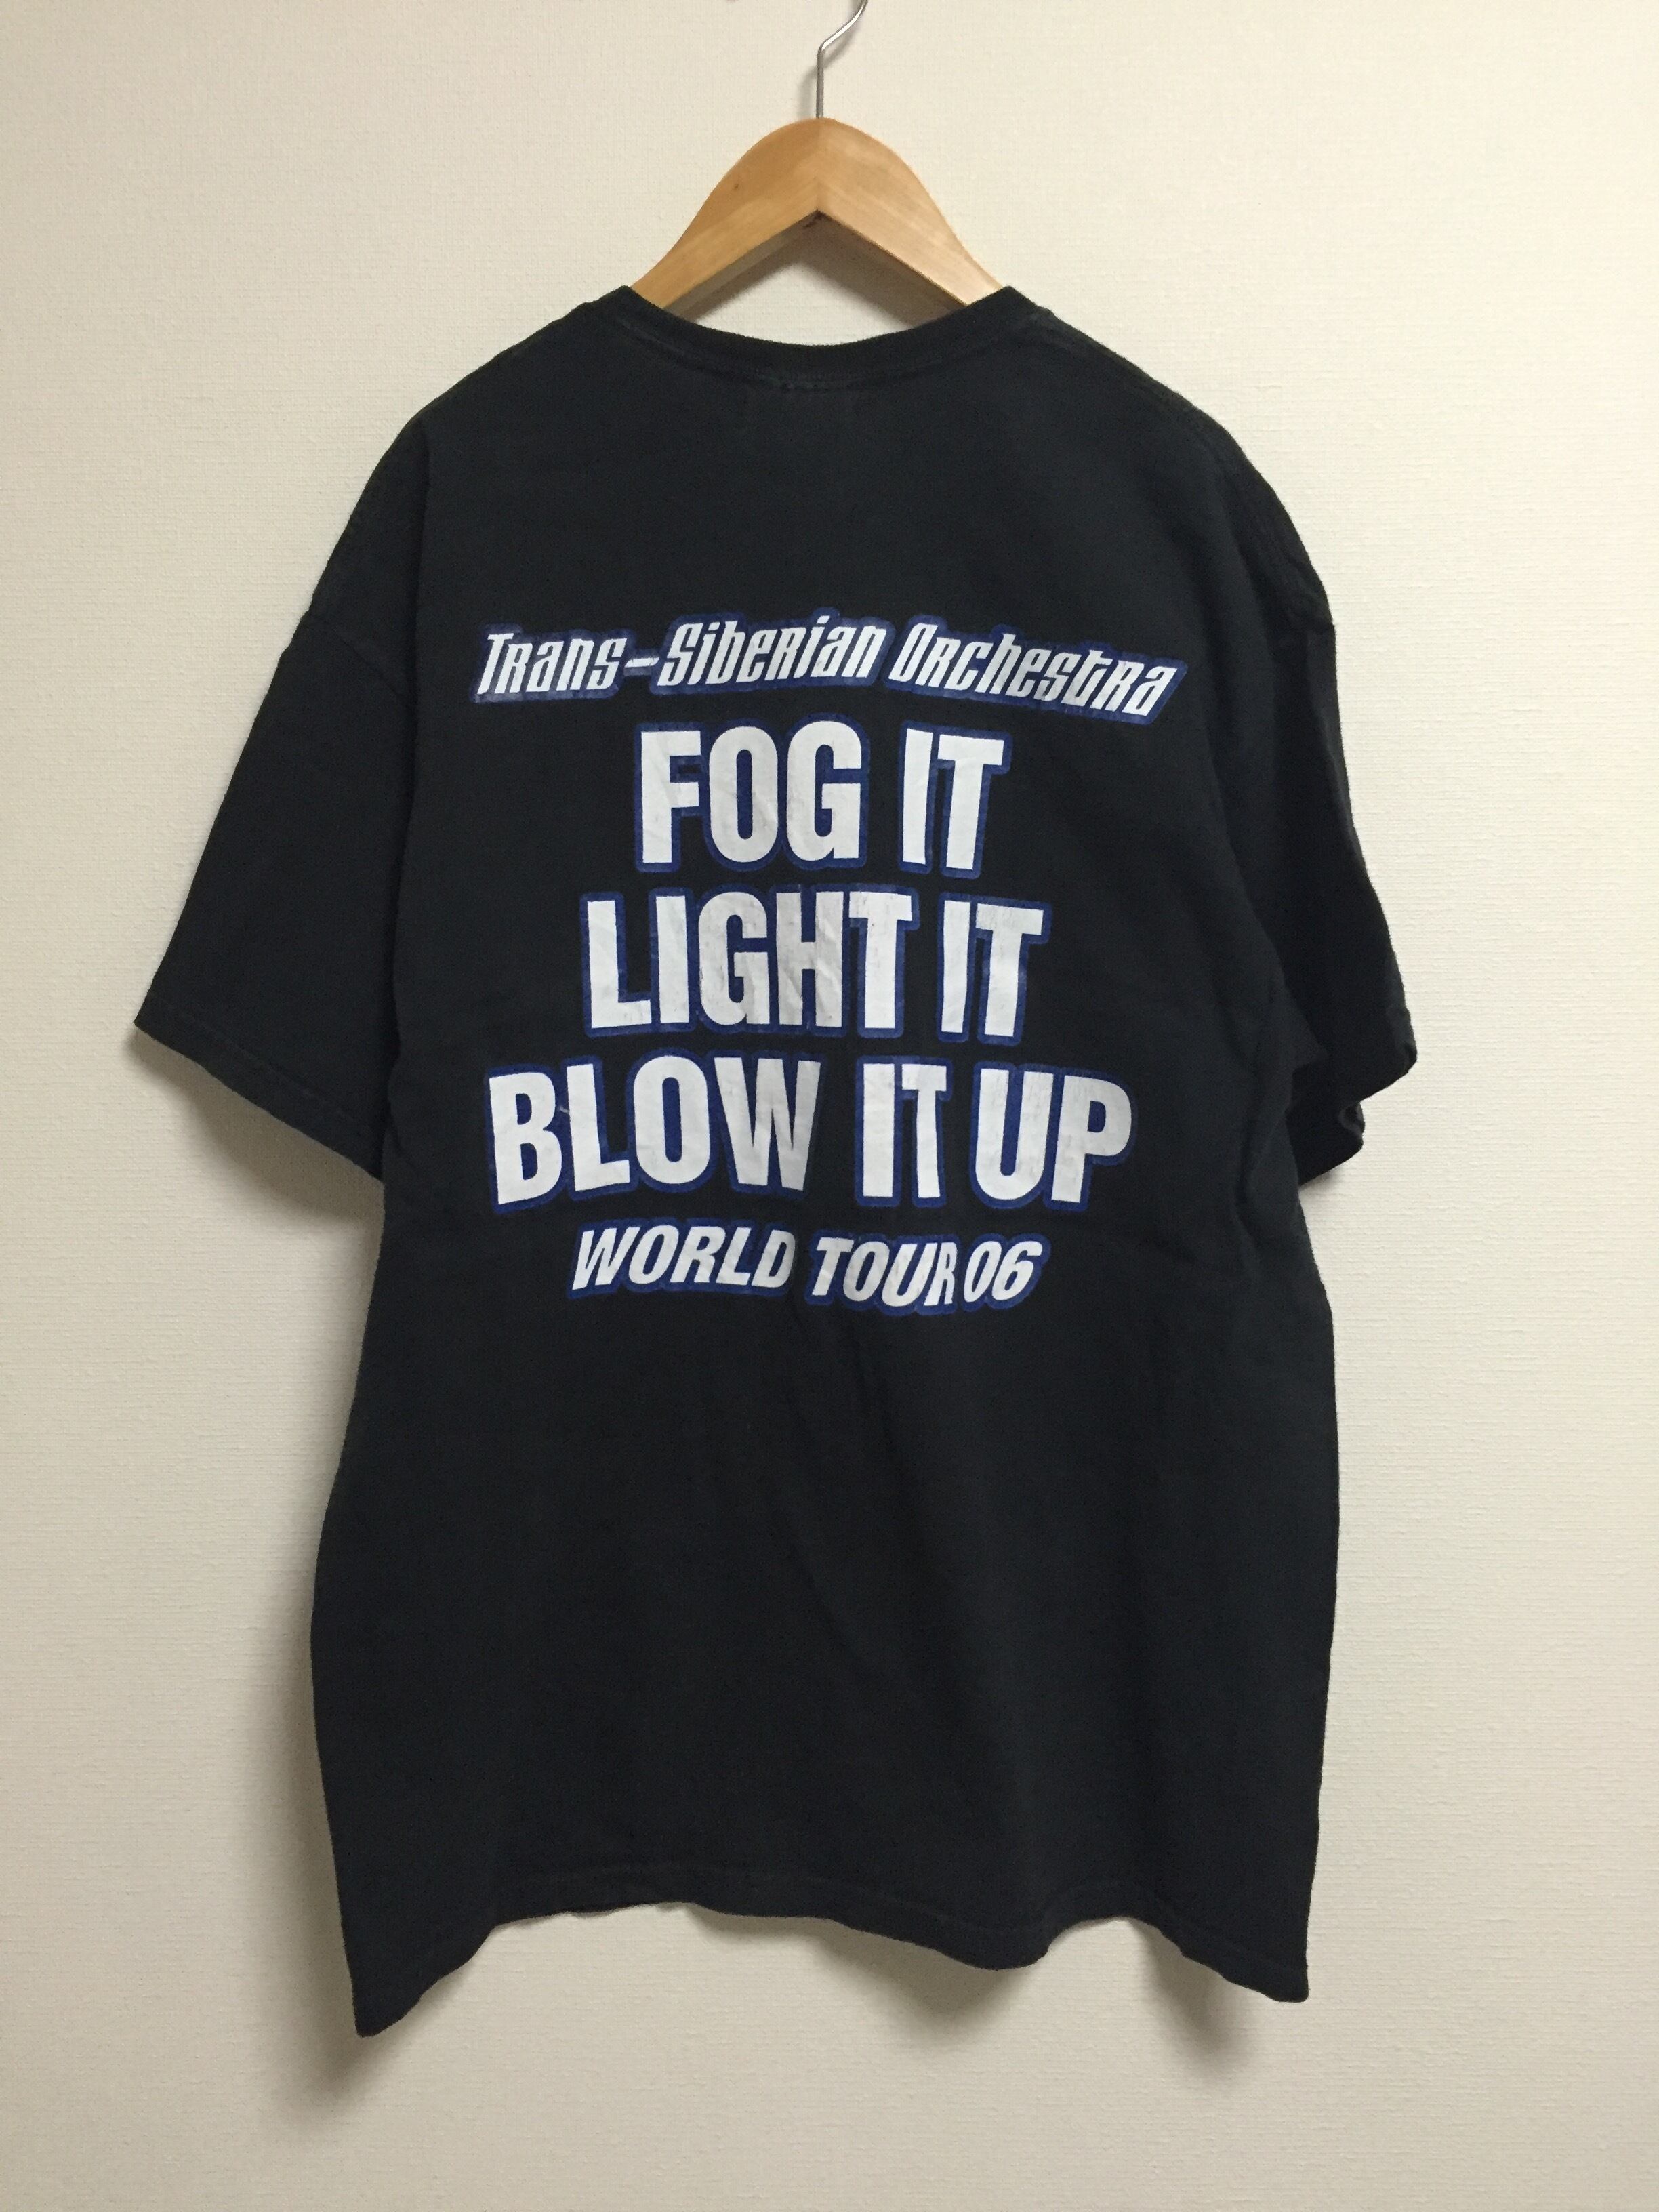 Trans-Siberian Orchestra
FOG IT
LIGHT IT
BLOW IT UP
WORLD TOUR 06